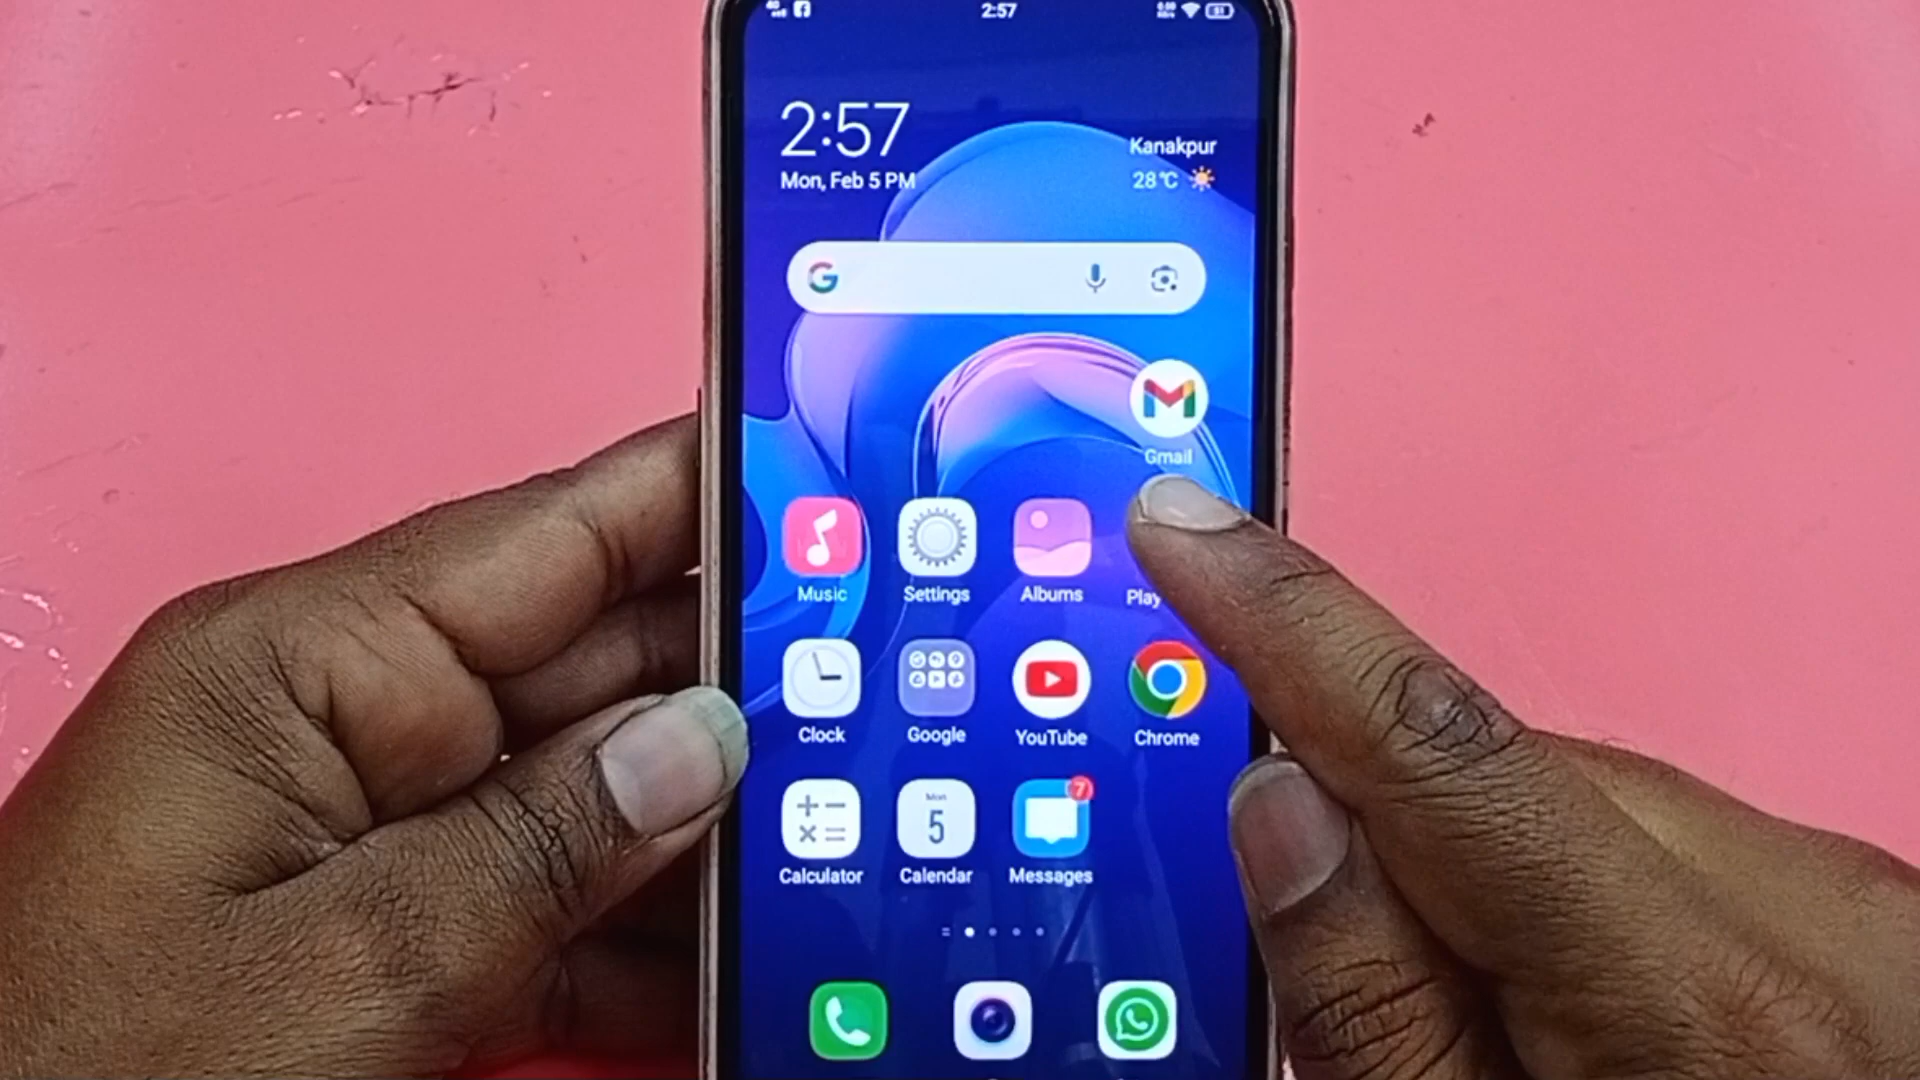 2:57
2:57
Mon, Feb 5 PM
Kanakpur
28°C
Gmail
Music
Settings
Albums
Play
Clock
Google
YouTube
Chrome
Mon
5
7
Calculator
Calendar
Messages